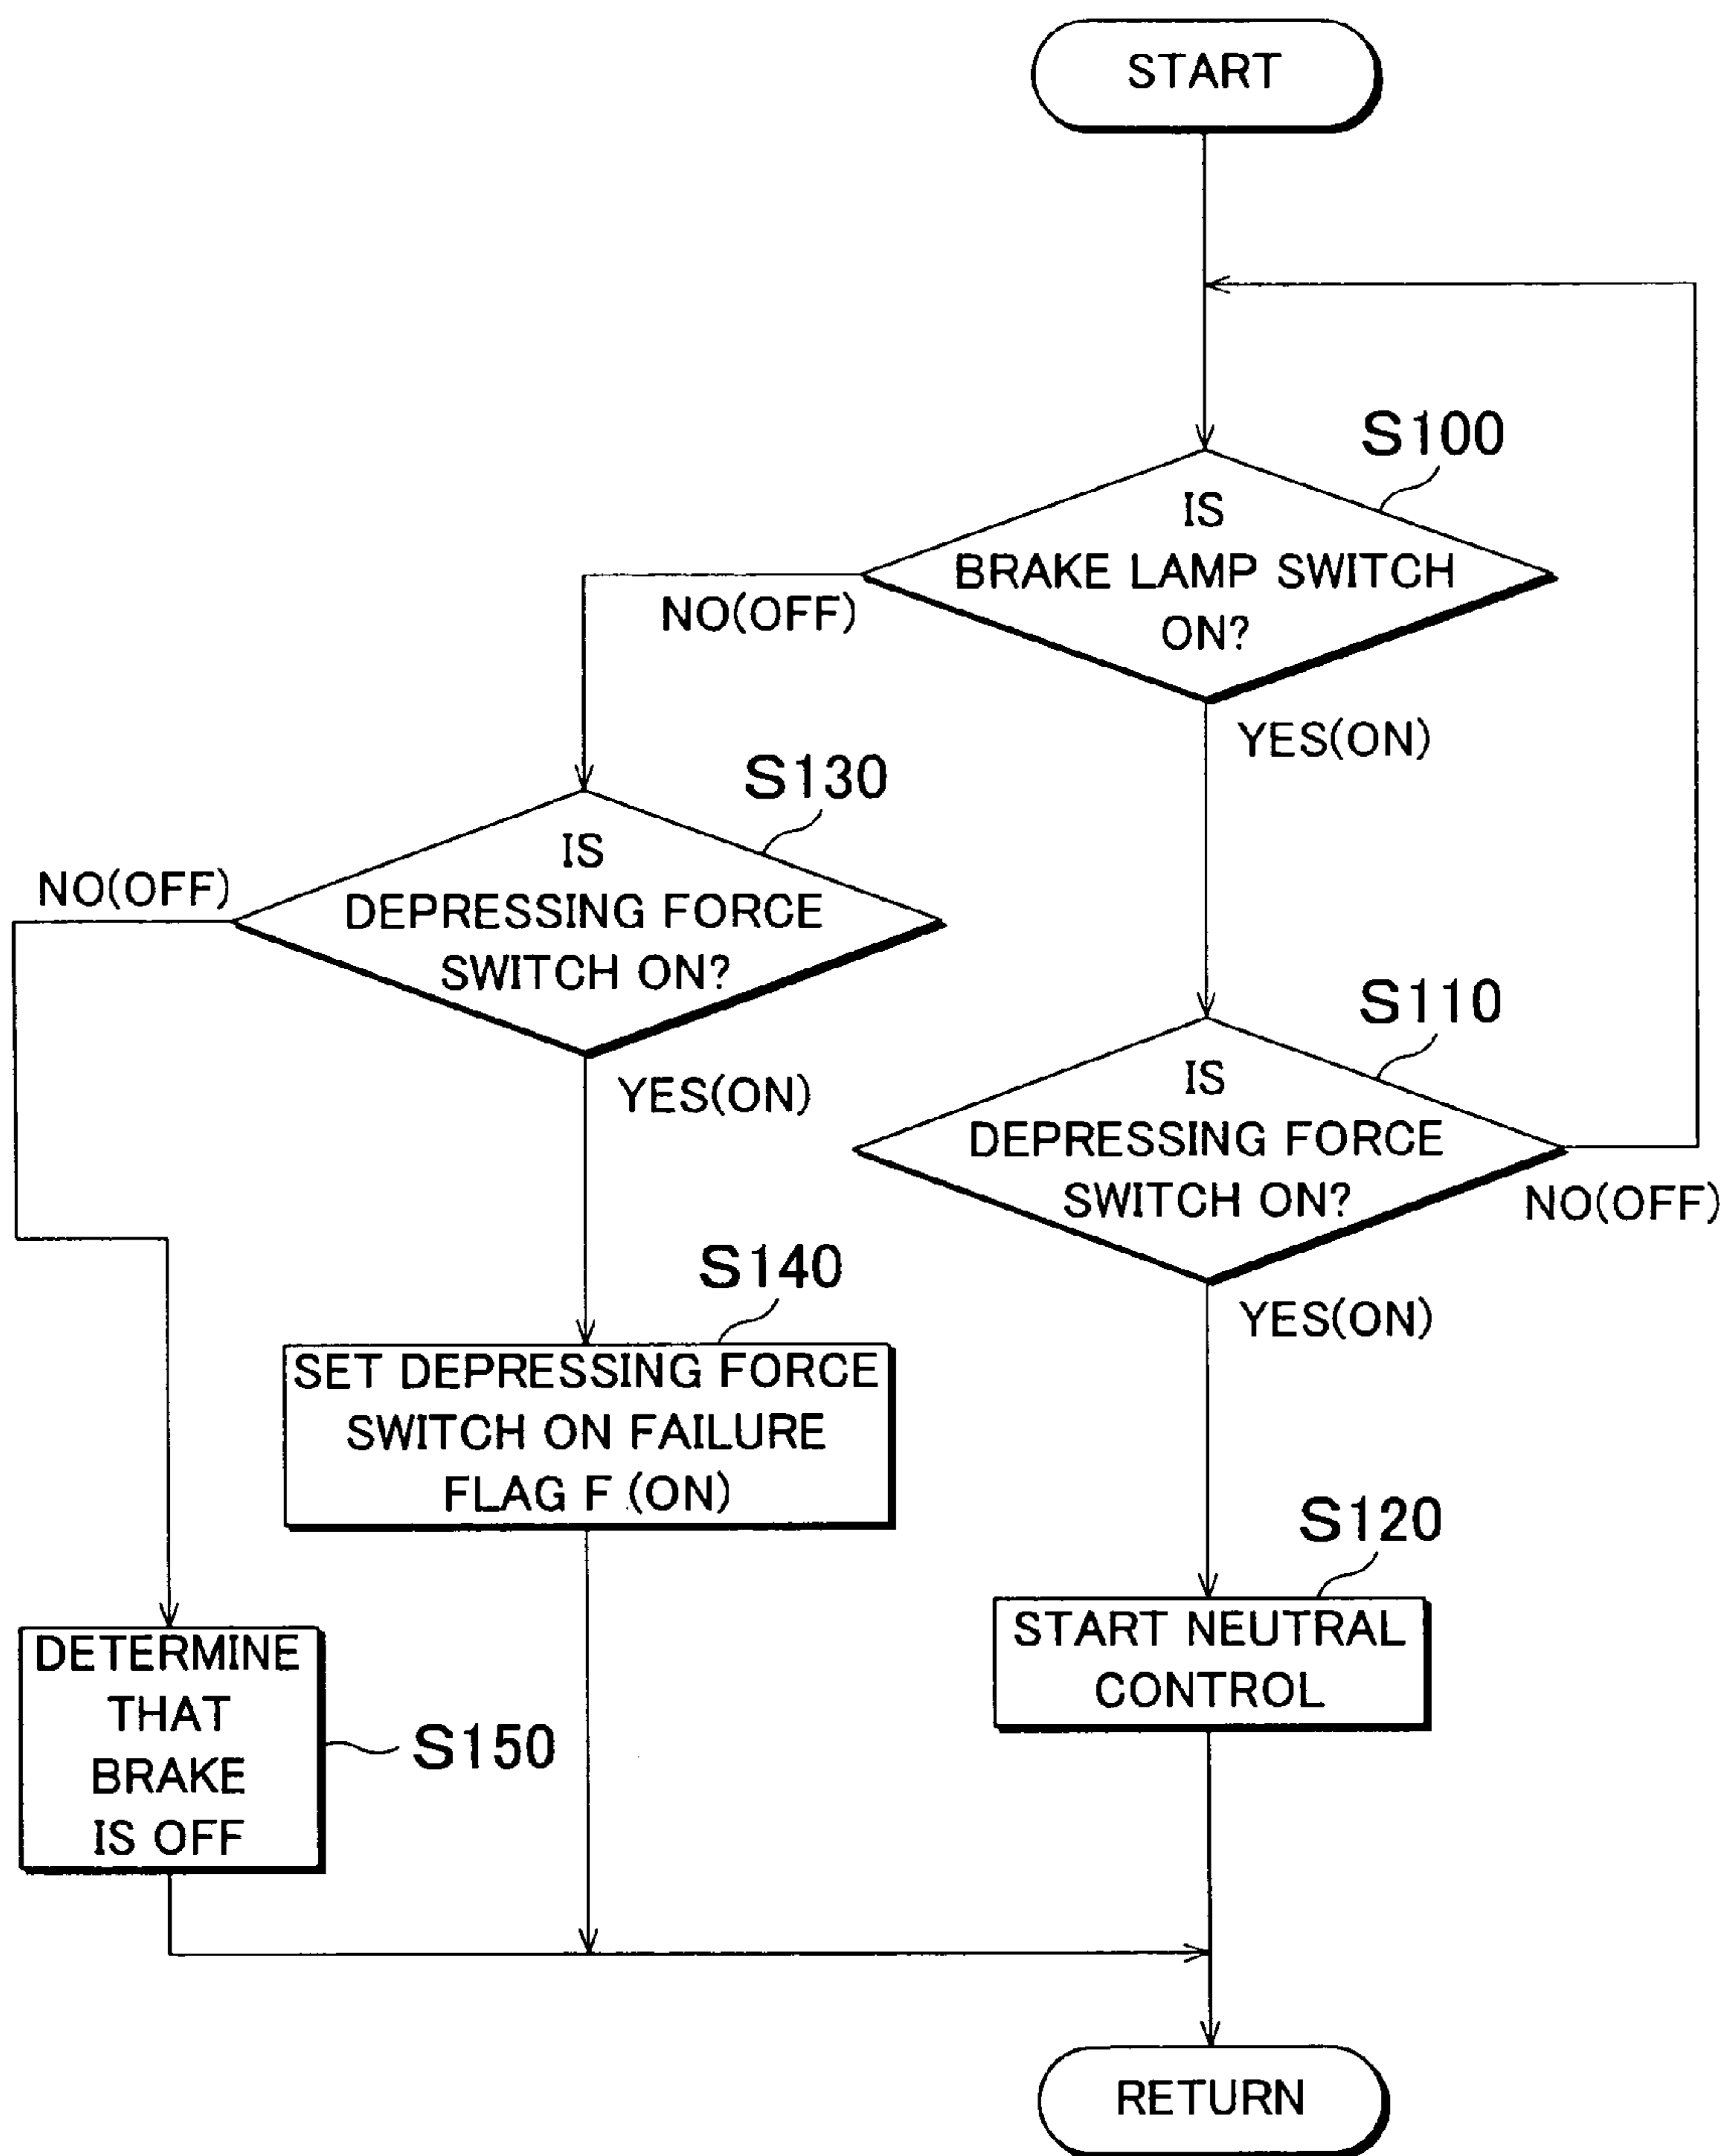 START
S100
IS
BRAKE LAMP SWITCH
ON?
NO(OFF)
YES(ON)
S130
IS
DEPRESSING FORCE
SWITCH ON?
NO(OFF)
YES(ON)
S110
IS
DEPRESSING FORCE
SWITCH ON?
NO(OFF)
YES(ON)
S140
SET DEPRESSING FORCE
SWITCH ON FAILURE
FLAG F (ON)
S120
START NEUTRAL
CONTROL
DETERMINE
THAT
BRAKE
IS OFF
S150
RETURN